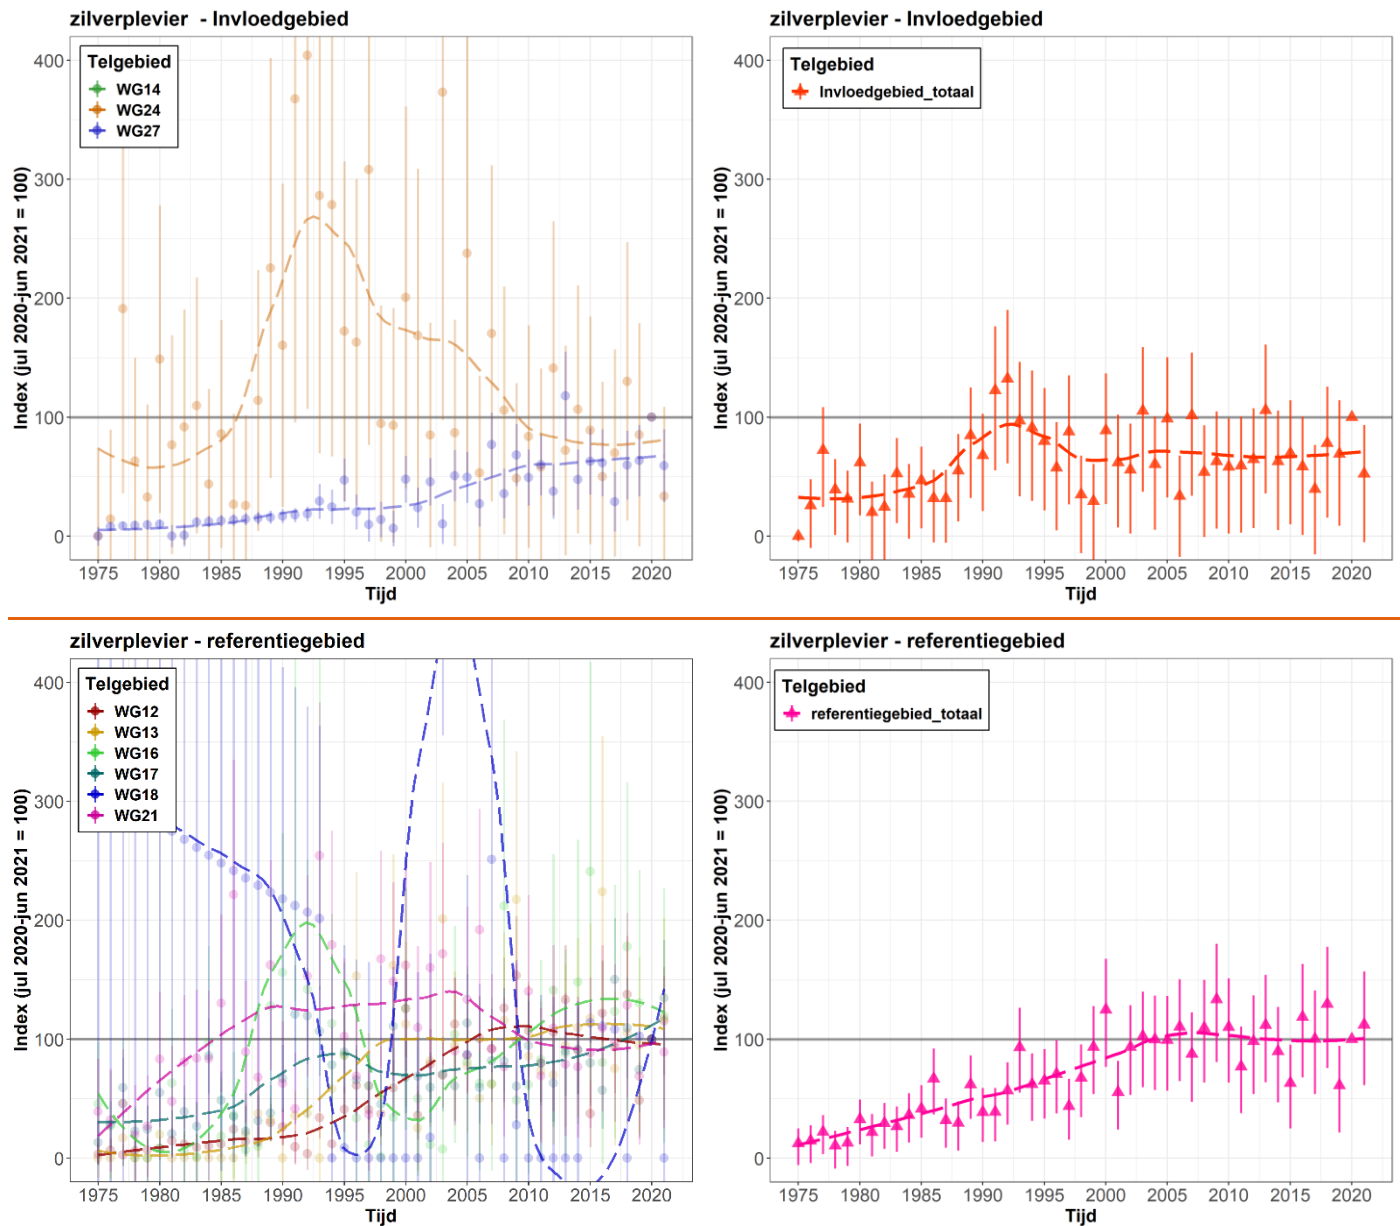 zilverplevier - Invloedgebied
Telgebied
WG14
WG24
WG27
Index (jul 2020-jun 2021 = 100)
400
300
200
100
0
1975 1980 1985 1990 1995 2000 2005 2010 2015 2020
Tijd
zilverplevier - Invloedgebied
Telgebied
Invloedgebied_totaal
Index (jul 2020-jun 2021 = 100)
400
300
200
100
0
1975 1980 1985 1990 1995 2000 2005 2010 2015 2020
Tijd
zilverplevier - referentiegebied
Telgebied
WG12
WG13
WG16
WG17
WG18
WG21
Index (jul 2020-jun 2021 = 100)
400
300
200
100
0
1975 1980 1985 1990 1995 2000 2005 2010 2015 2020
Tijd
zilverplevier - referentiegebied
Telgebied
referentiegebied_totaal
Index (jul 2020-jun 2021 = 100)
400
300
200
100
0
1975 1980 1985 1990 1995 2000 2005 2010 2015 2020
Tijd